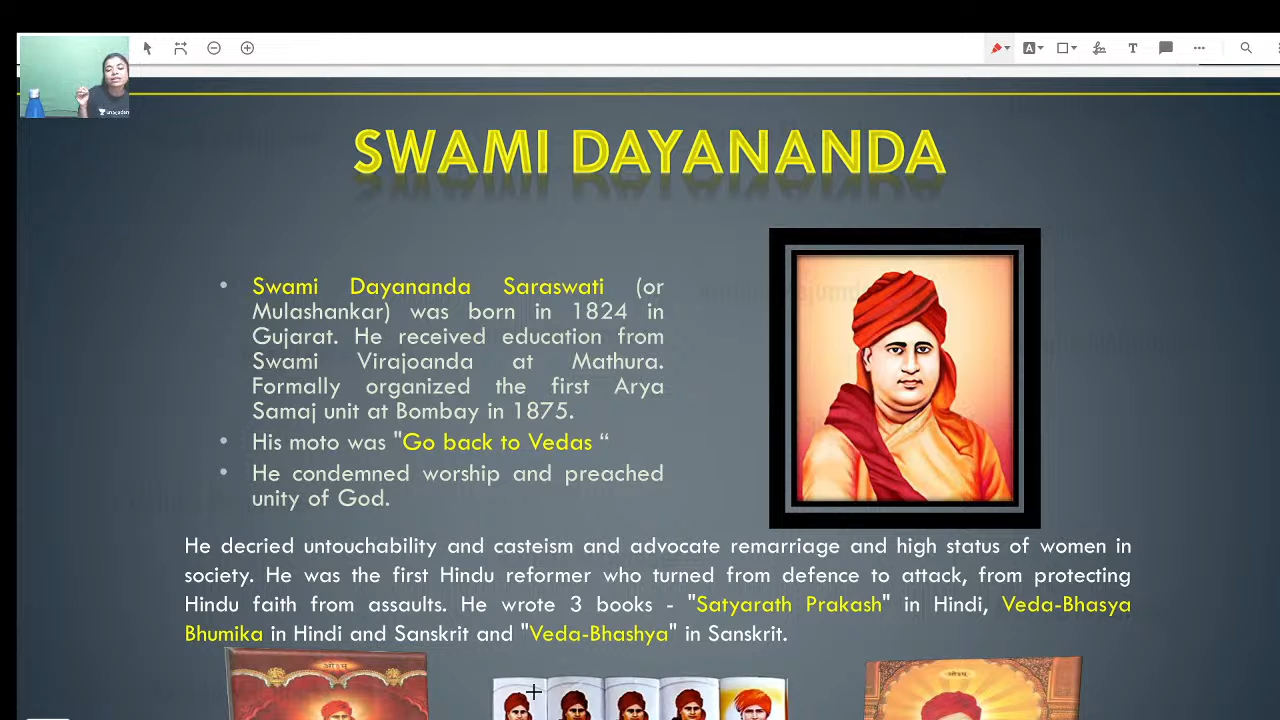 SWAMI DAYANANDA
• Swami Dayananda Saraswati (or
Mulashankar) was born in 1824 in
Gujarat. He received education from
Swami Virajoanda at Mathura.
Formally organized the first Arya
Samaj unit at Bombay in 1875.
• His moto was "Go back to Vedas “
• He condemned worship and preached
unity of God.
He decried untouchability and casteism and advocate remarriage and high status of women in
society. He was the first Hindu reformer who turned from defence to attack, from protecting
Hindu faith from assaults. He wrote 3 books - "Satyarath Prakash" in Hindi, Veda-Bhasya
Bhumika in Hindi and Sanskrit and "Veda-Bhashya" in Sanskrit.